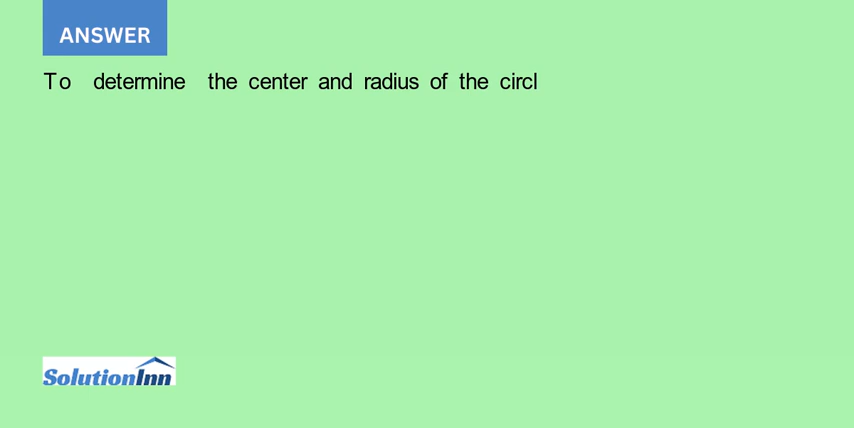 ANSWER
To determine the center and radius of the circl
SolutionInn